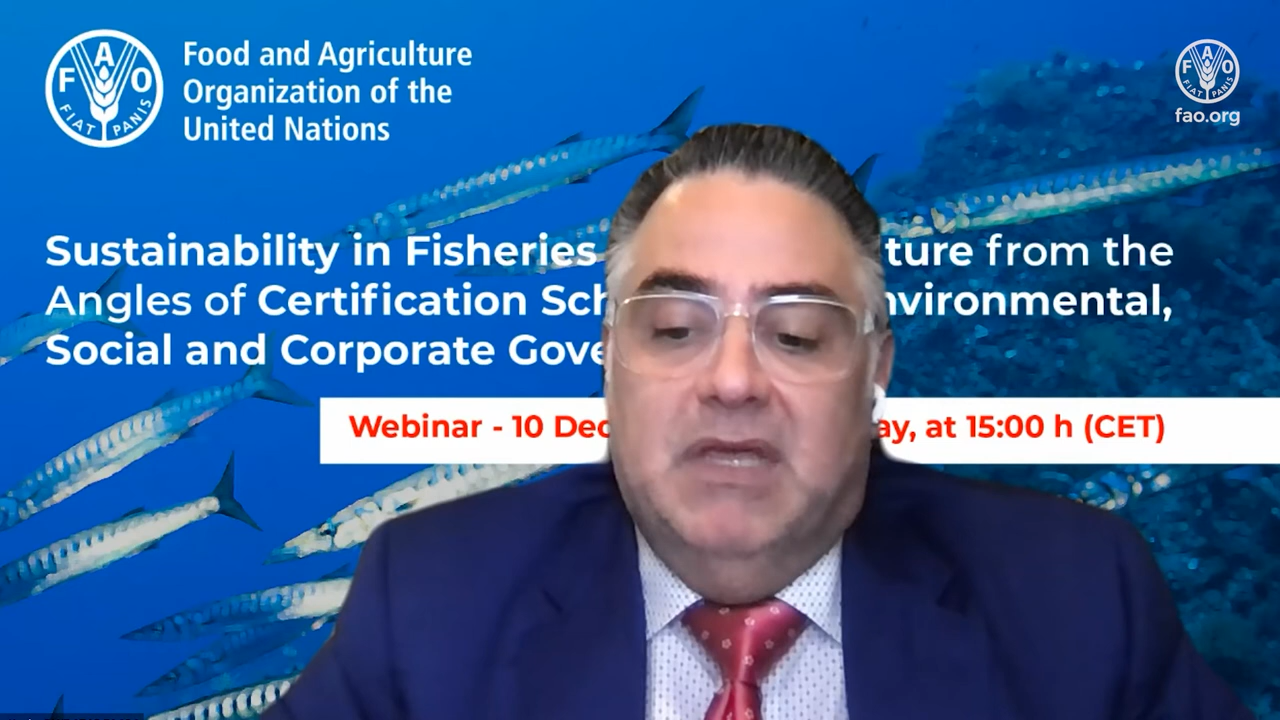 FAO
FIAT PANIS
Food and Agriculture
Organization of the
United Nations
FAO
FIAT PANIS
fao.org
Sustainability in Fisheries ture from the
Angles of Certification Sch nvironmental,
Social and Corporate Gove
Webinar - 10 Dec ay, at 15:00 h (CET)